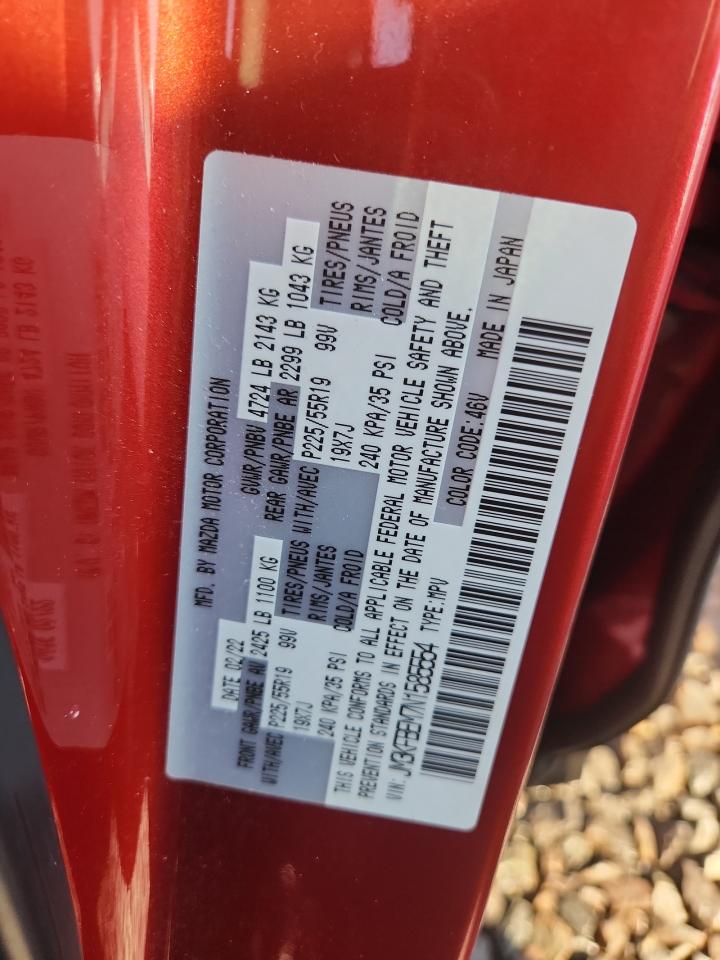 MFD. BY MAZDA MOTOR CORPORATION
DATE 02/22 GVWR/PNBV 4724 LB 2143 KG
FRONT GAWR/PNBE AV 2425 LB 1100 KG REAR GAWR/PNBE AR 2299 LB 1043 KG
WITH/AVEC P225/55R19 99V TIRES/PNEUS WITH/AVEC P225/55R19 99V TIRES/PNEUS
19X7J RIMS/JANTES 19X7J RIMS/JANTES
240 KPA/35 PSI COLD/A FROID 240 KPA/35 PSI COLD/A FROID
THIS VEHICLE CONFORMS TO ALL APPLICABLE FEDERAL MOTOR VEHICLE SAFETY AND THEFT
PREVENTION STANDARDS IN EFFECT ON THE DATE OF MANUFACTURE SHOWN ABOVE.
VIN: JM3KFBEM7N1585554 TYPE:MPV COLOR CODE:46V MADE IN JAPAN